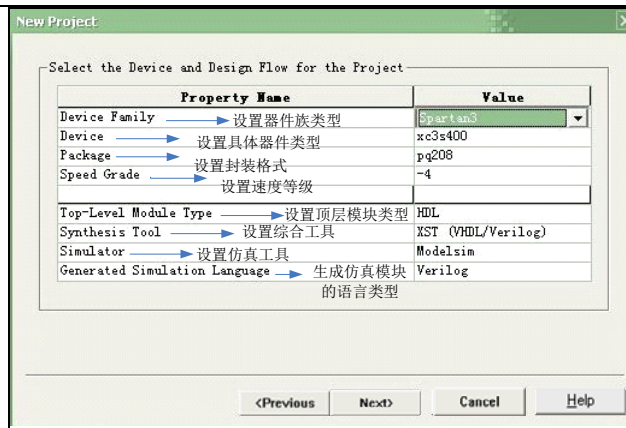 New Project
Select the Device and Design Flow for the Project
Property Name Value
Device Family 设置器件族类型 Spartan3
Device 设置具体器件类型 xc3s400
Package 设置封装格式 pq208
Speed Grade 设置速度等级 -4
Top-Level Module Type 设置顶层模块类型 HDL
Synthesis Tool 设置综合工具 XST (VHDL/Verilog)
Simulator 设置仿真工具 Modelsim
Generated Simulation Language 生成仿真模块 Verilog
的语言类型
<Previous Next> Cancel Help